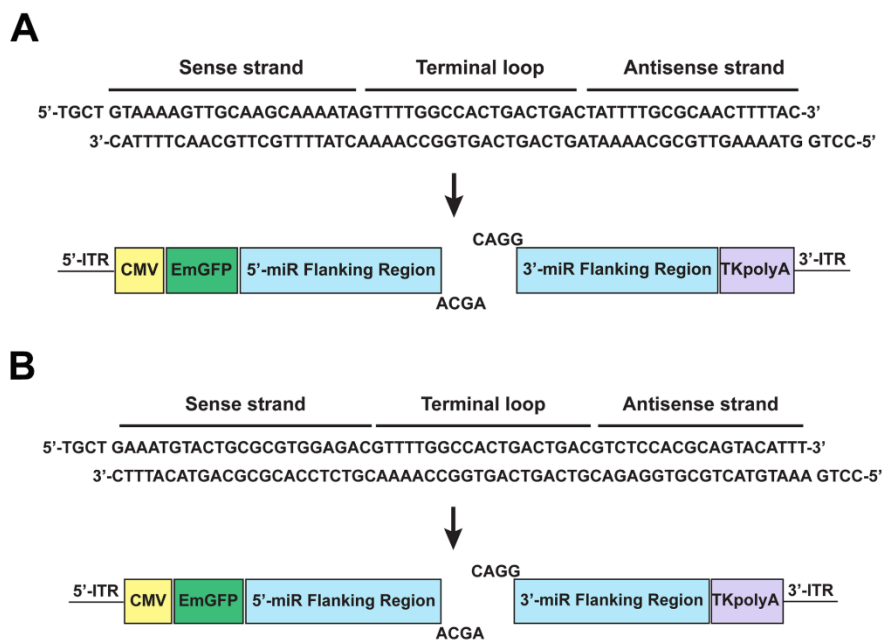 A
Sense strand Terminal loop Antisense strand
5’-TGCT GTAAAAGTTGCAAGCAAAATAGTTTTGGCCACTGACTGACTATTTTGCGCAACTTTTAC-3’
3’-CATTTTCAACGTTCGTTTTATCAAAACCGGTGACTGACTGATAAAACGCGTTGAAAATG GTCC-5’
CAGG
5’-ITR CMV EmGFP 5’-miR Flanking Region 3’-miR Flanking Region TKpolyA 3’-ITR
ACGA
B
Sense strand Terminal loop Antisense strand
5’-TGCT GAAATGTACTGCGCGTGGAGACGTTTTGGCCACTGACTGACGTCTCCACGCAGTACATTT-3’
3’-CTTTACATGACGCGCACCTCTGCAAAACCGGTGACTGACTGCAGAGGTGCGTCATGTAAA GTCC-5’
CAGG
5’-ITR CMV EmGFP 5’-miR Flanking Region 3’-miR Flanking Region TKpolyA 3’-ITR
ACGA